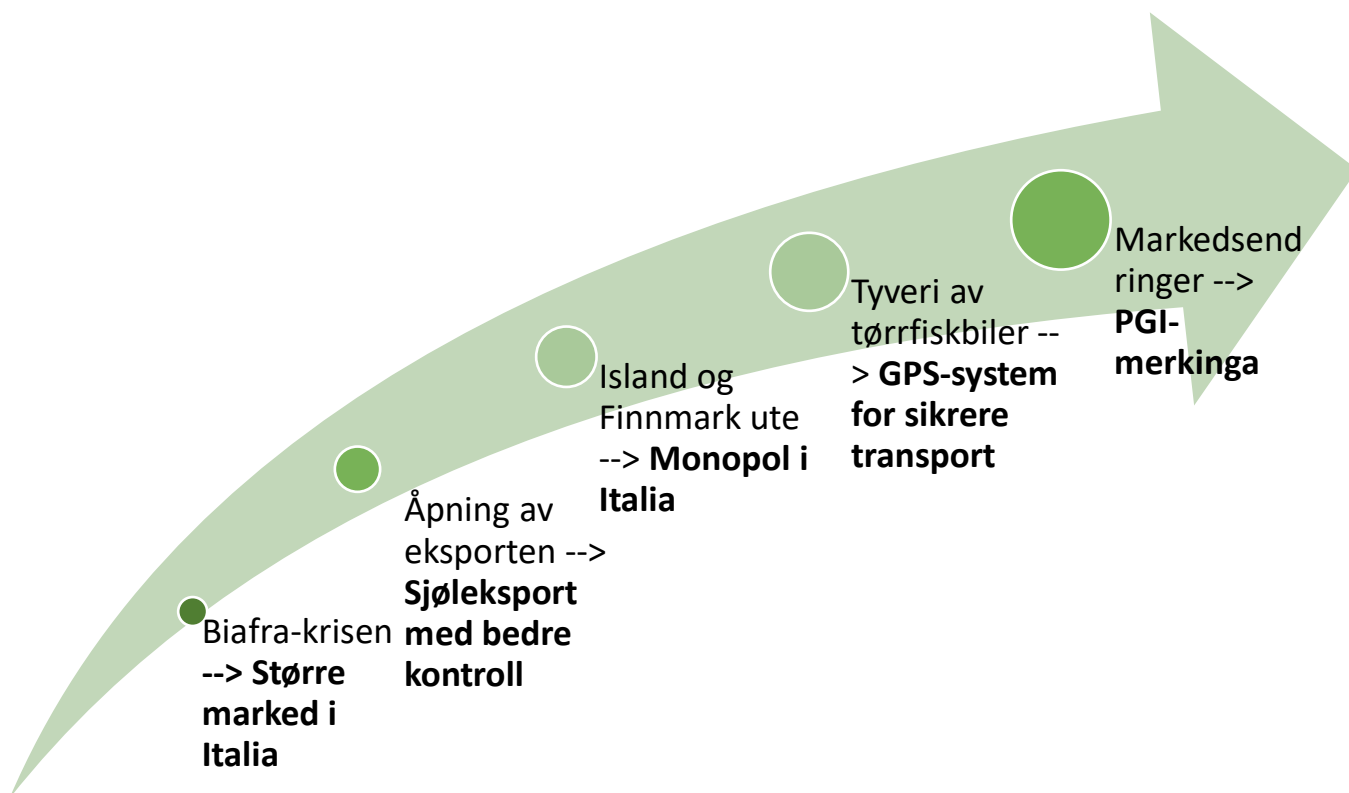 Biafra-krisen
--> Større
marked i
Italia
Åpning av
eksporten -->
Sjøleksport
med bedre
kontroll
Island og
Finnmark ute
--> Monopol i
Italia
Tyveri av
tørrfiskbiler --
> GPS-system
for sikrere
transport
Markedsend
ringer -->
PGI-
merkinga